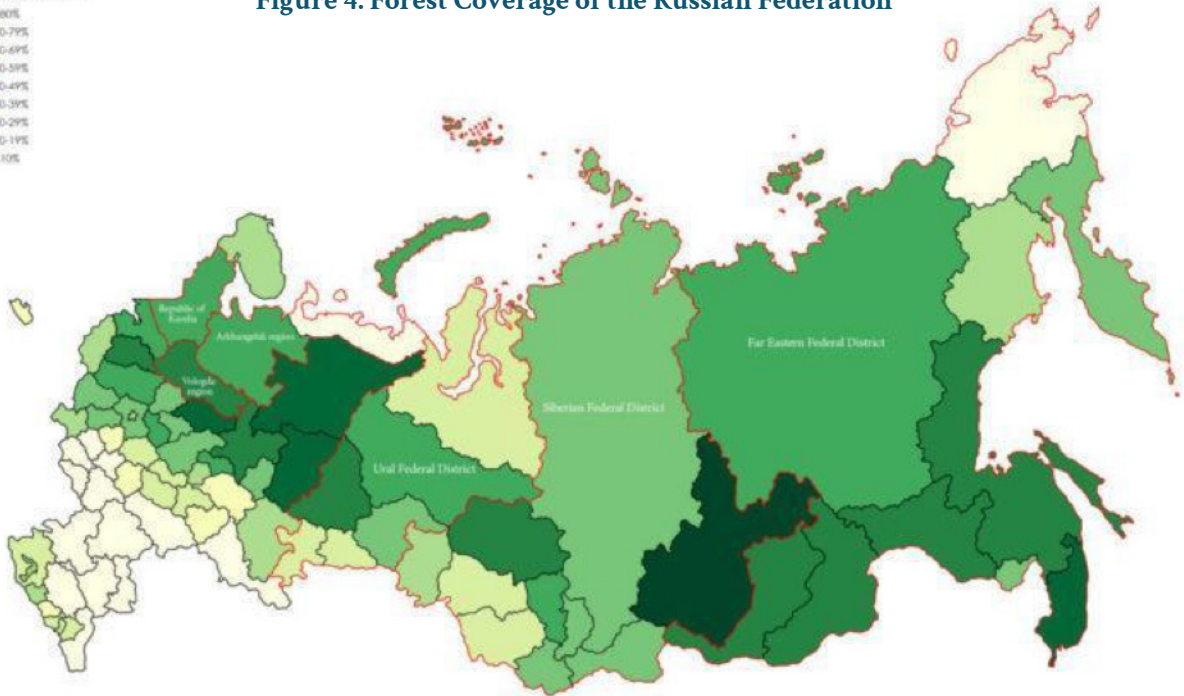 Figure 4. Forest Coverage of the Russian Federation
80%
0-79%
0-69%
0-59%
0-49%
0-39%
0-29%
0-19%
10%
Republic of
Karelia
Arkhangelsk region
Vologda
region
Ural Federal District
Siberian Federal District
Far Eastern Federal District